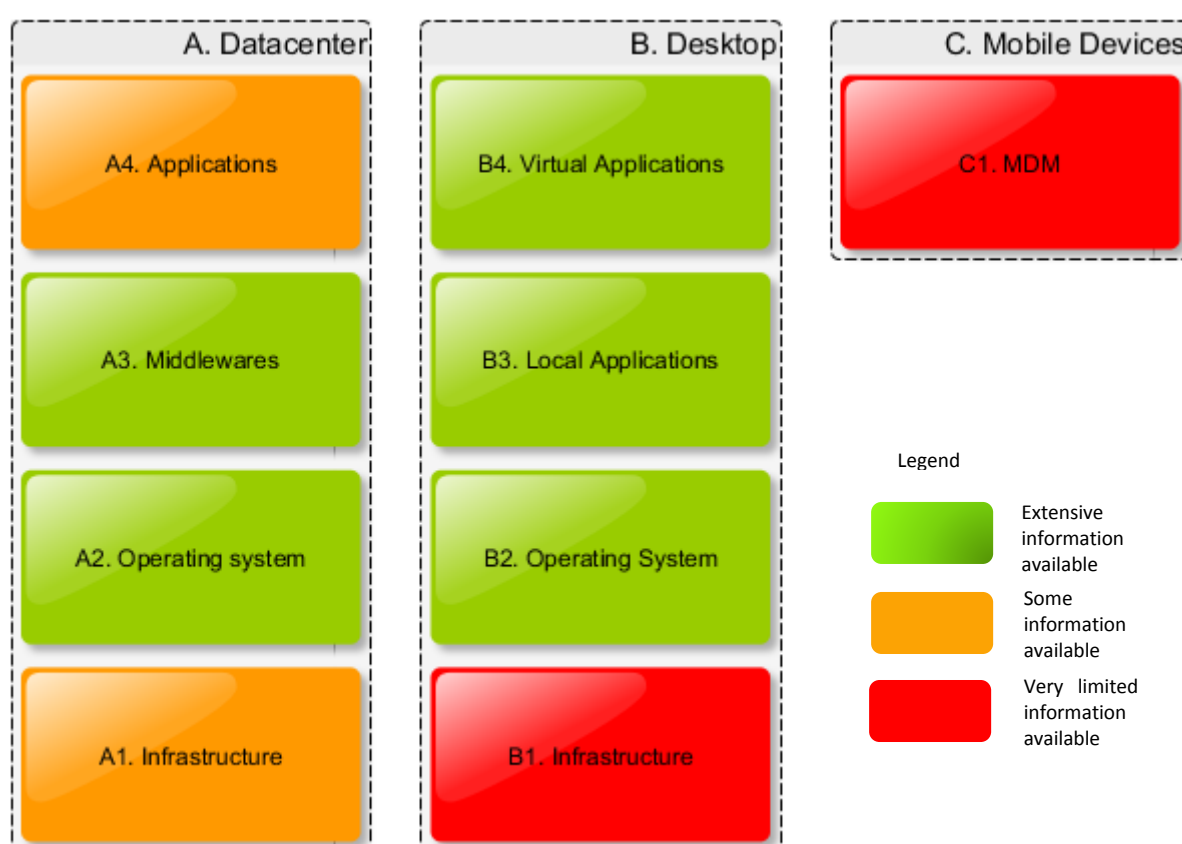 A. Datacenter
A4. Applications
A3. Middlewares
A2. Operating system
A1. Infrastructure
B. Desktop
B4. Virtual Applications
B3. Local Applications
B2. Operating System
B1. Infrastructure
C. Mobile Devices
C1. MDM
Legend
Extensive
information
available
Some
information
available
Very limited
information
available